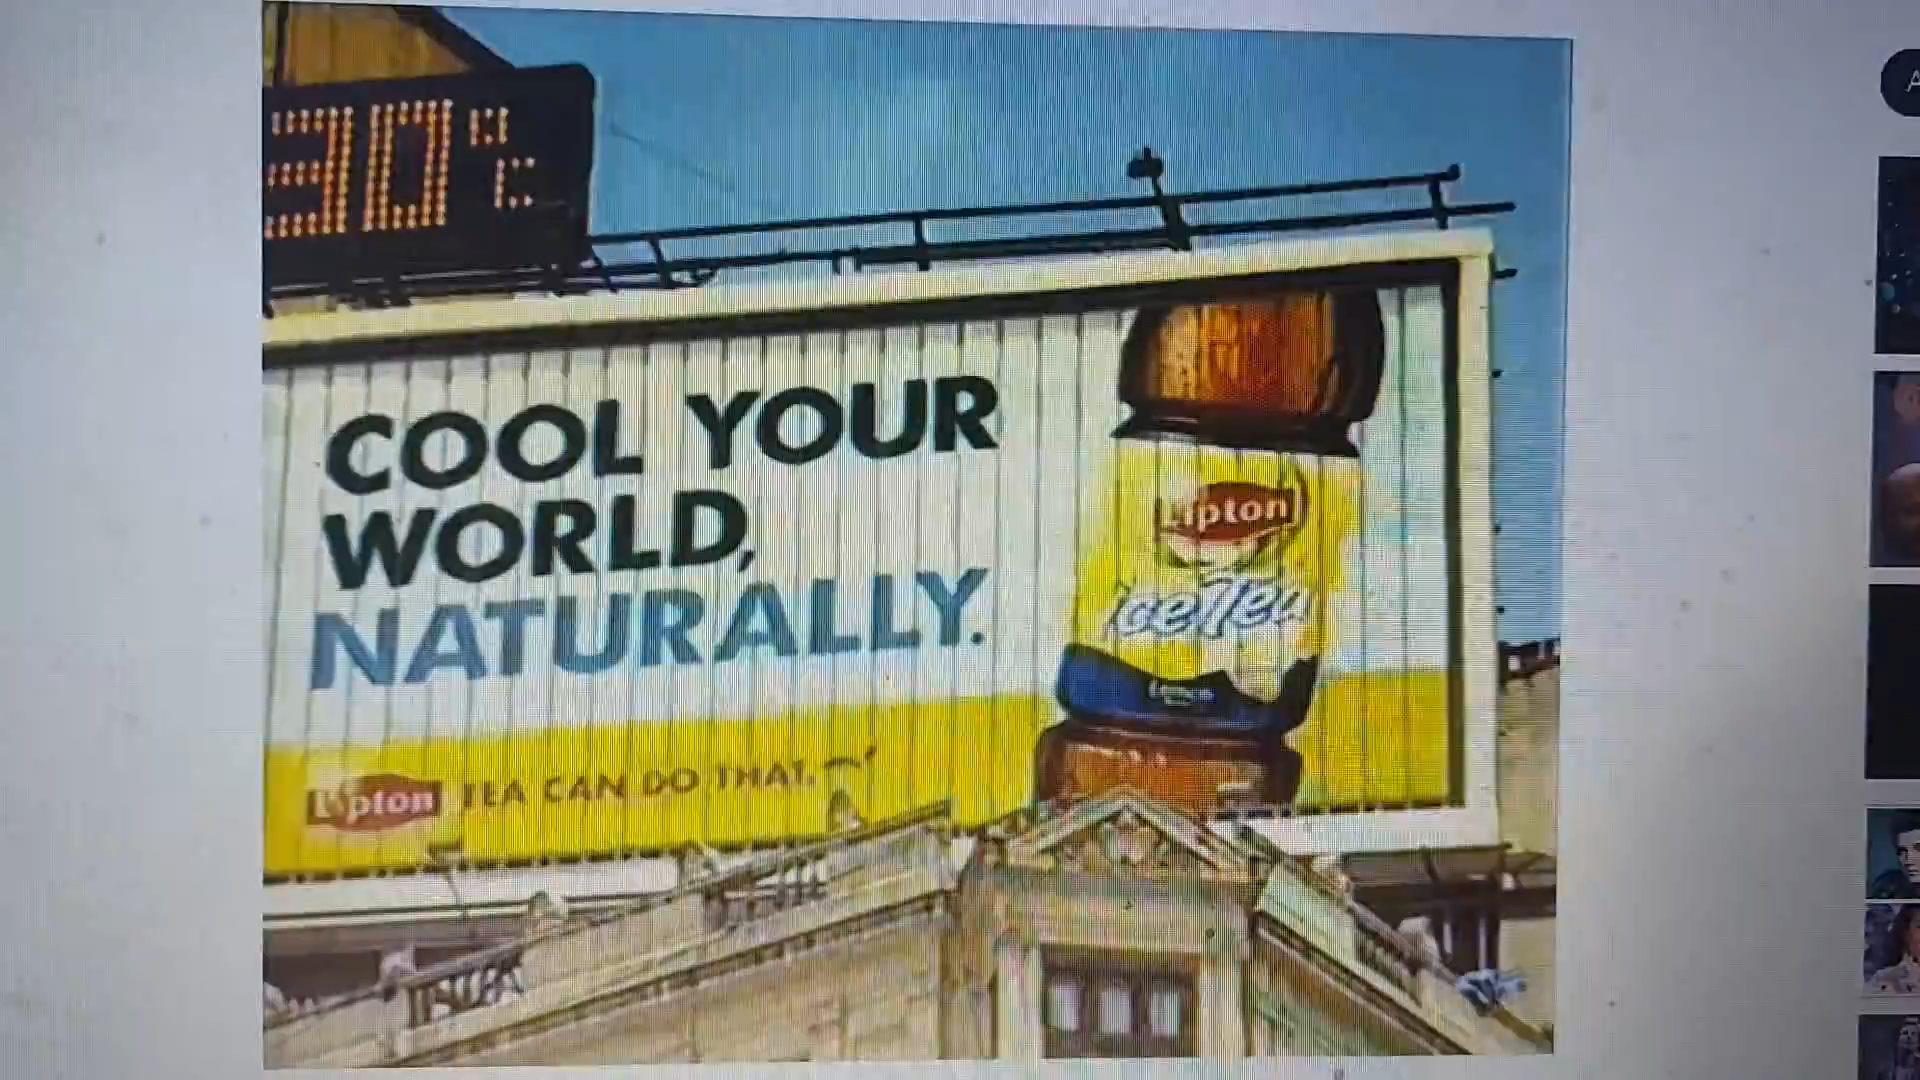 30°C
COOL YOUR
WORLD,
NATURALLY.
Lipton TEA CAN DO THAT.
Lipton
Ice Tea